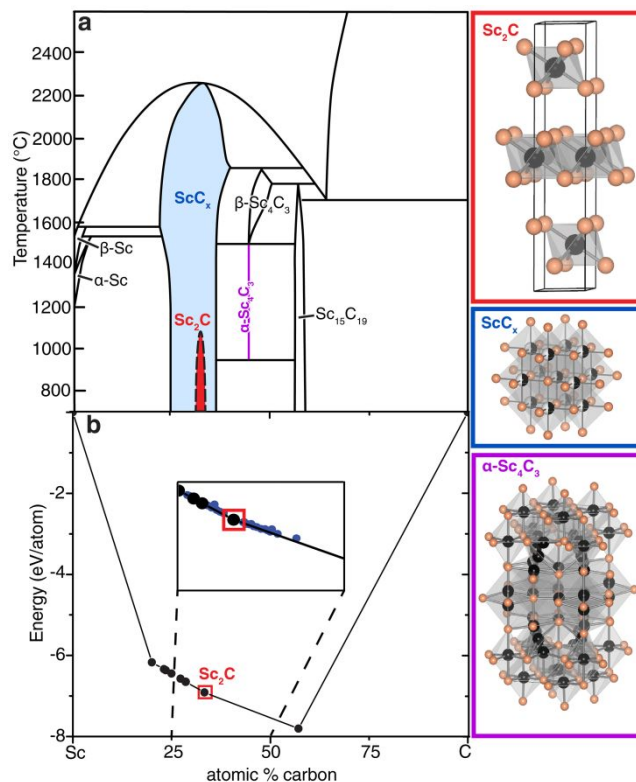 a
2600
2400
2200
2000
1800
1600
1400
1200
1000
800
Temperature (°C)
ScCₓ
β-Sc₄C₃
β-Sc
α-Sc
Sc₂C
α-Sc₄C₃
Sc₁₅C₁₉
b
-2
-4
-6
-8
Energy (eV/atom)
Sc₂C
Sc
25
50
75
C
atomic % carbon
Sc₂C
ScCₓ
α-Sc₄C₃